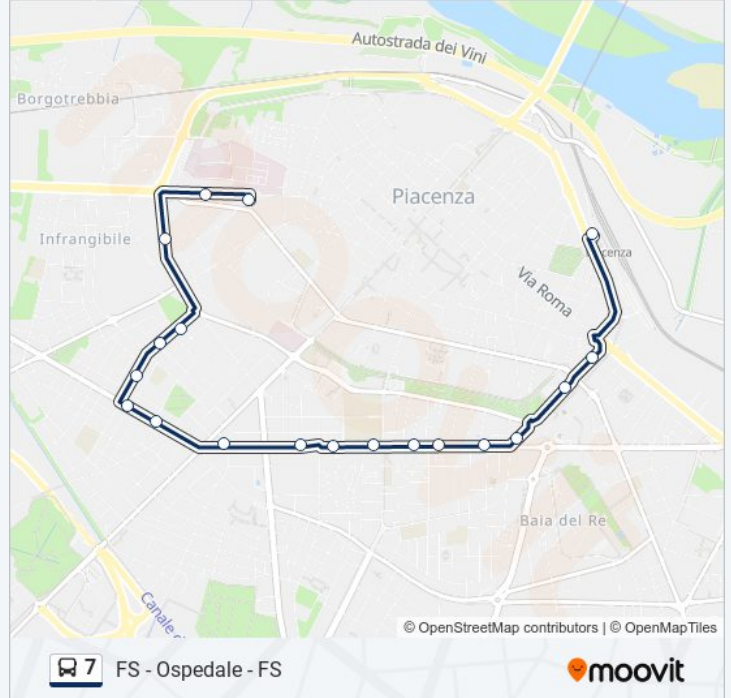 Autostrada dei Vini
Borgotrebbia
Piacenza
Infrangibile
Via Roma
Baia del Re
© OpenStreetMap contributors | © OpenMapTiles
7 FS - Ospedale - FS
moovit